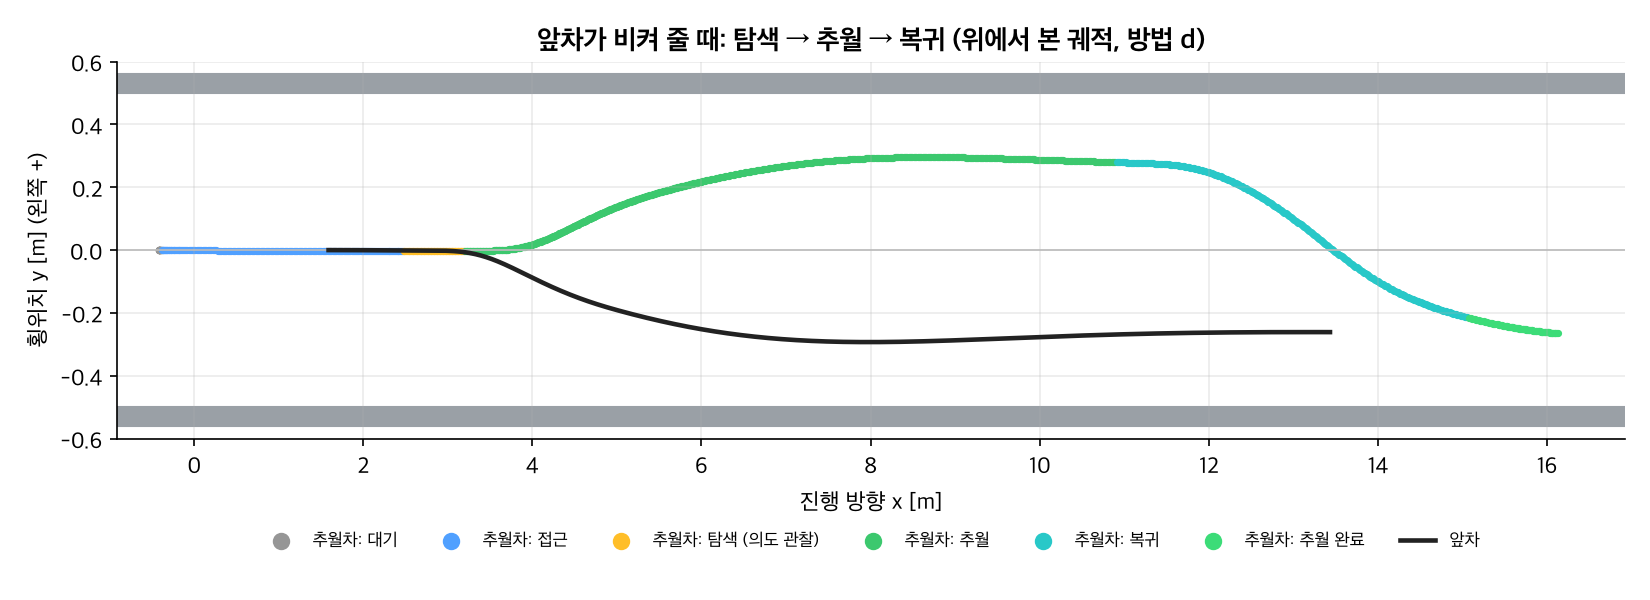 앞차가 비켜 줄 때: 탐색 → 추월 → 복귀 (위에서 본 궤적, 방법 d)
횡위치 y [m] (왼쪽 +)
0.6
0.4
0.2
0.0
-0.2
-0.4
-0.6
0 2 4 6 8 10 12 14 16
진행 방향 x [m]
추월차: 대기 추월차: 접근 추월차: 탐색 (의도 관찰) 추월차: 추월 추월차: 복귀 추월차: 추월 완료 앞차